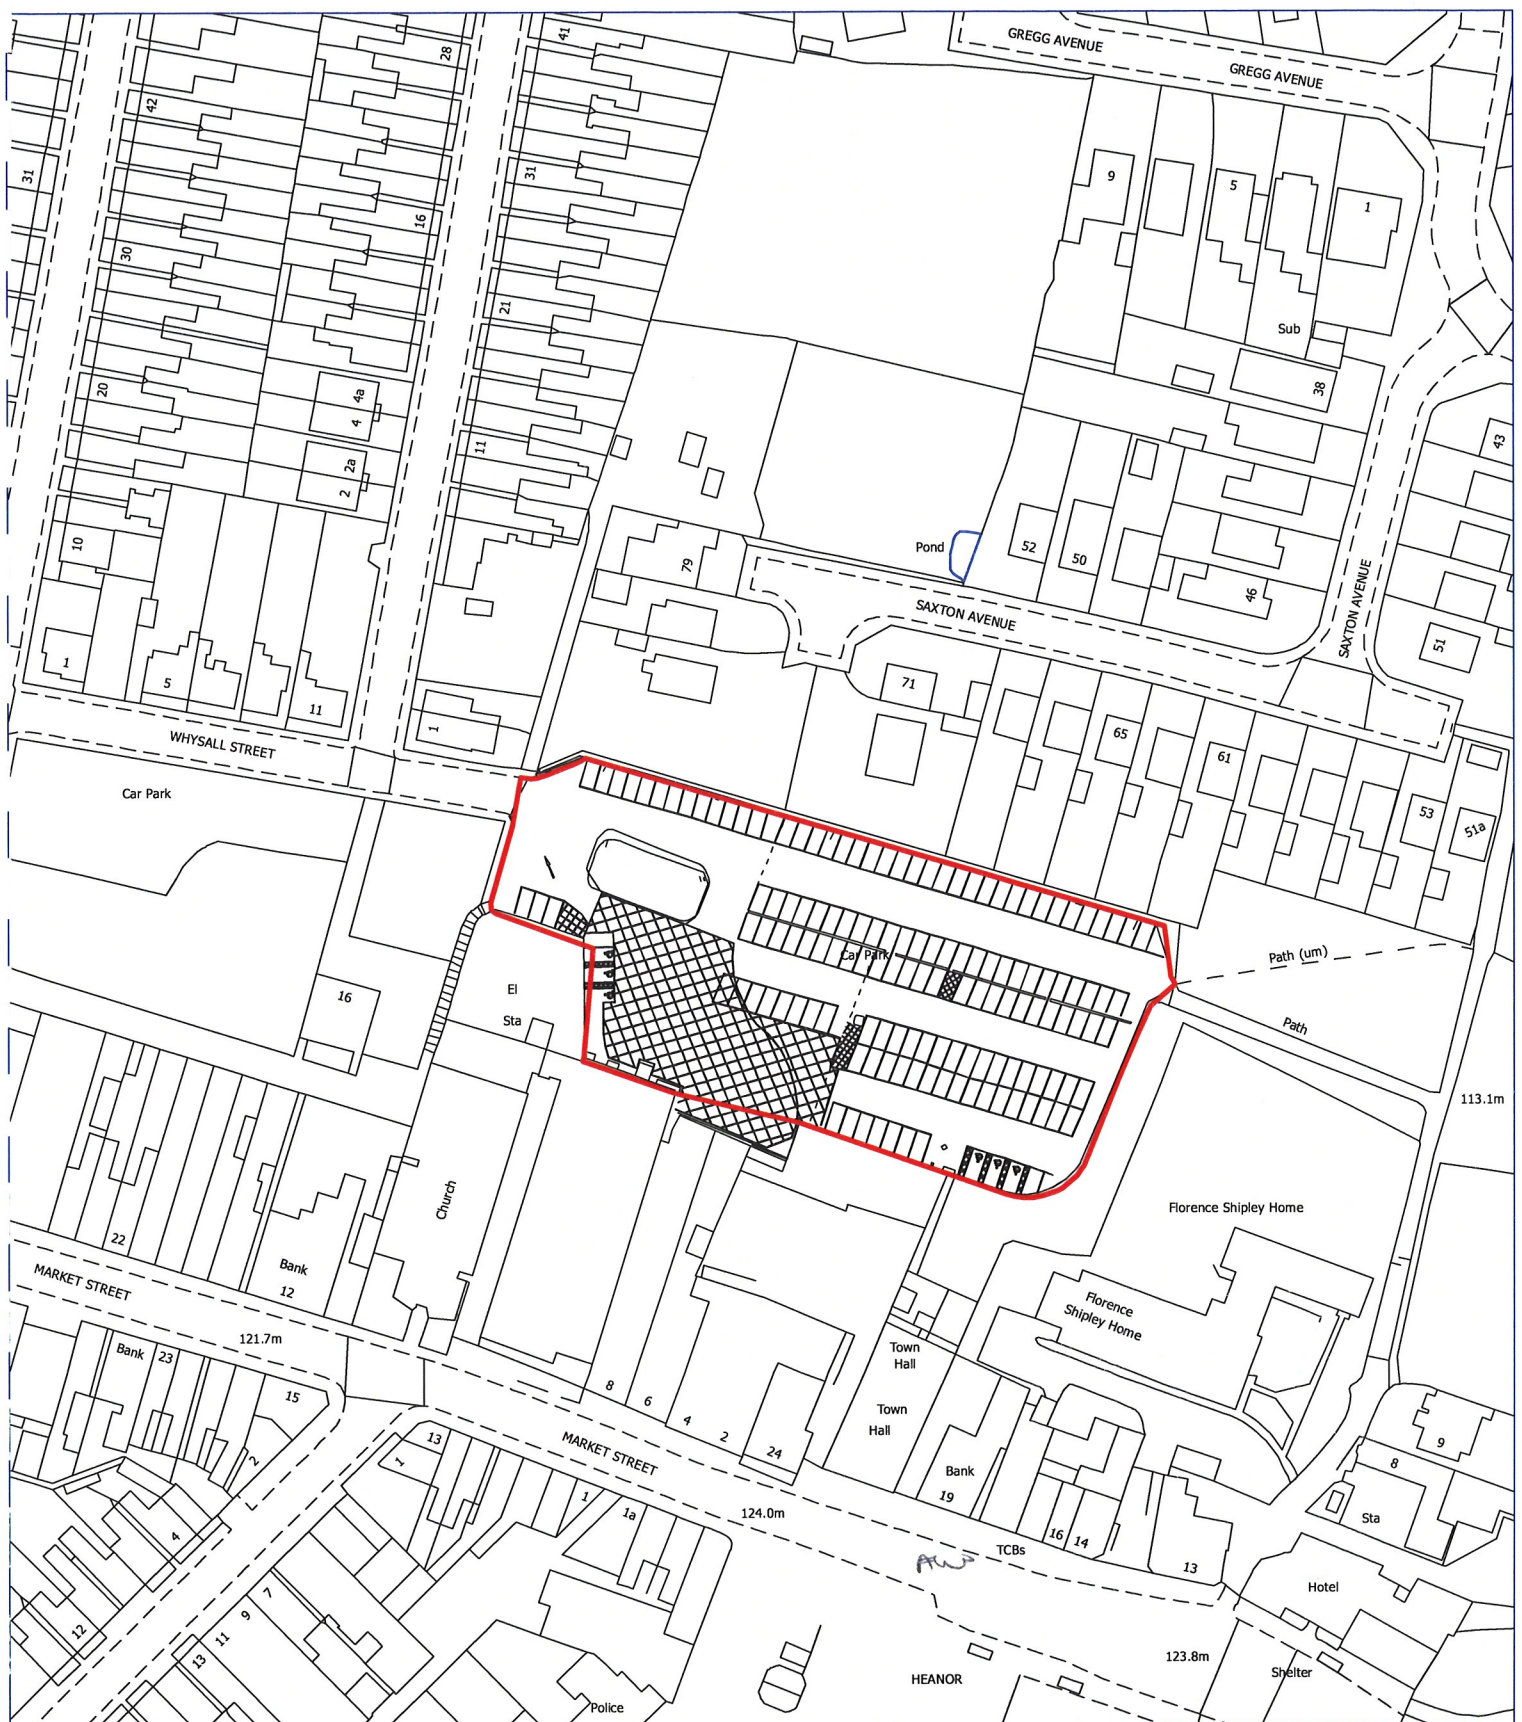 GREGG AVENUE
GREGG AVENUE
41
28
42
31
31
16
30
21
20
4a
4
11
2a
2
10
9
5
1
Sub
38
43
Pond
52
50
79
46
SAXTON AVENUE
SAXTON AVENUE
51
1
5
11
1
71
65
61
53
51a
WHYSALL STREET
Car Park
Car Park
Path (um)
Path
16
El
Sta
113.1m
Church
22
Bank
12
MARKET STREET
121.7m
Florence Shipley Home
Florence
Shipley Home
Town
Hall
Town
Hall
Bank
23
15
2
8
6
4
2
24
13
1
MARKET STREET
Bank
19
9
8
Sta
1
1a
124.0m
TCBs
16
14
13
4
Hotel
12
7
9
11
13
123.8m
Shelter
HEANOR
Police